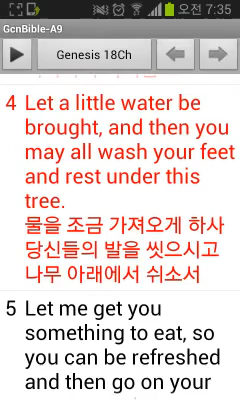 오전 7:35
GcnBible-A9
Genesis 18Ch
4 Let a little water be
brought, and then you
may all wash your feet
and rest under this
tree.
물을 조금 가져오게 하사
당신들의 발을 씻으시고
나무 아래에서 쉬소서
5 Let me get you
something to eat, so
you can be refreshed
and then go on your